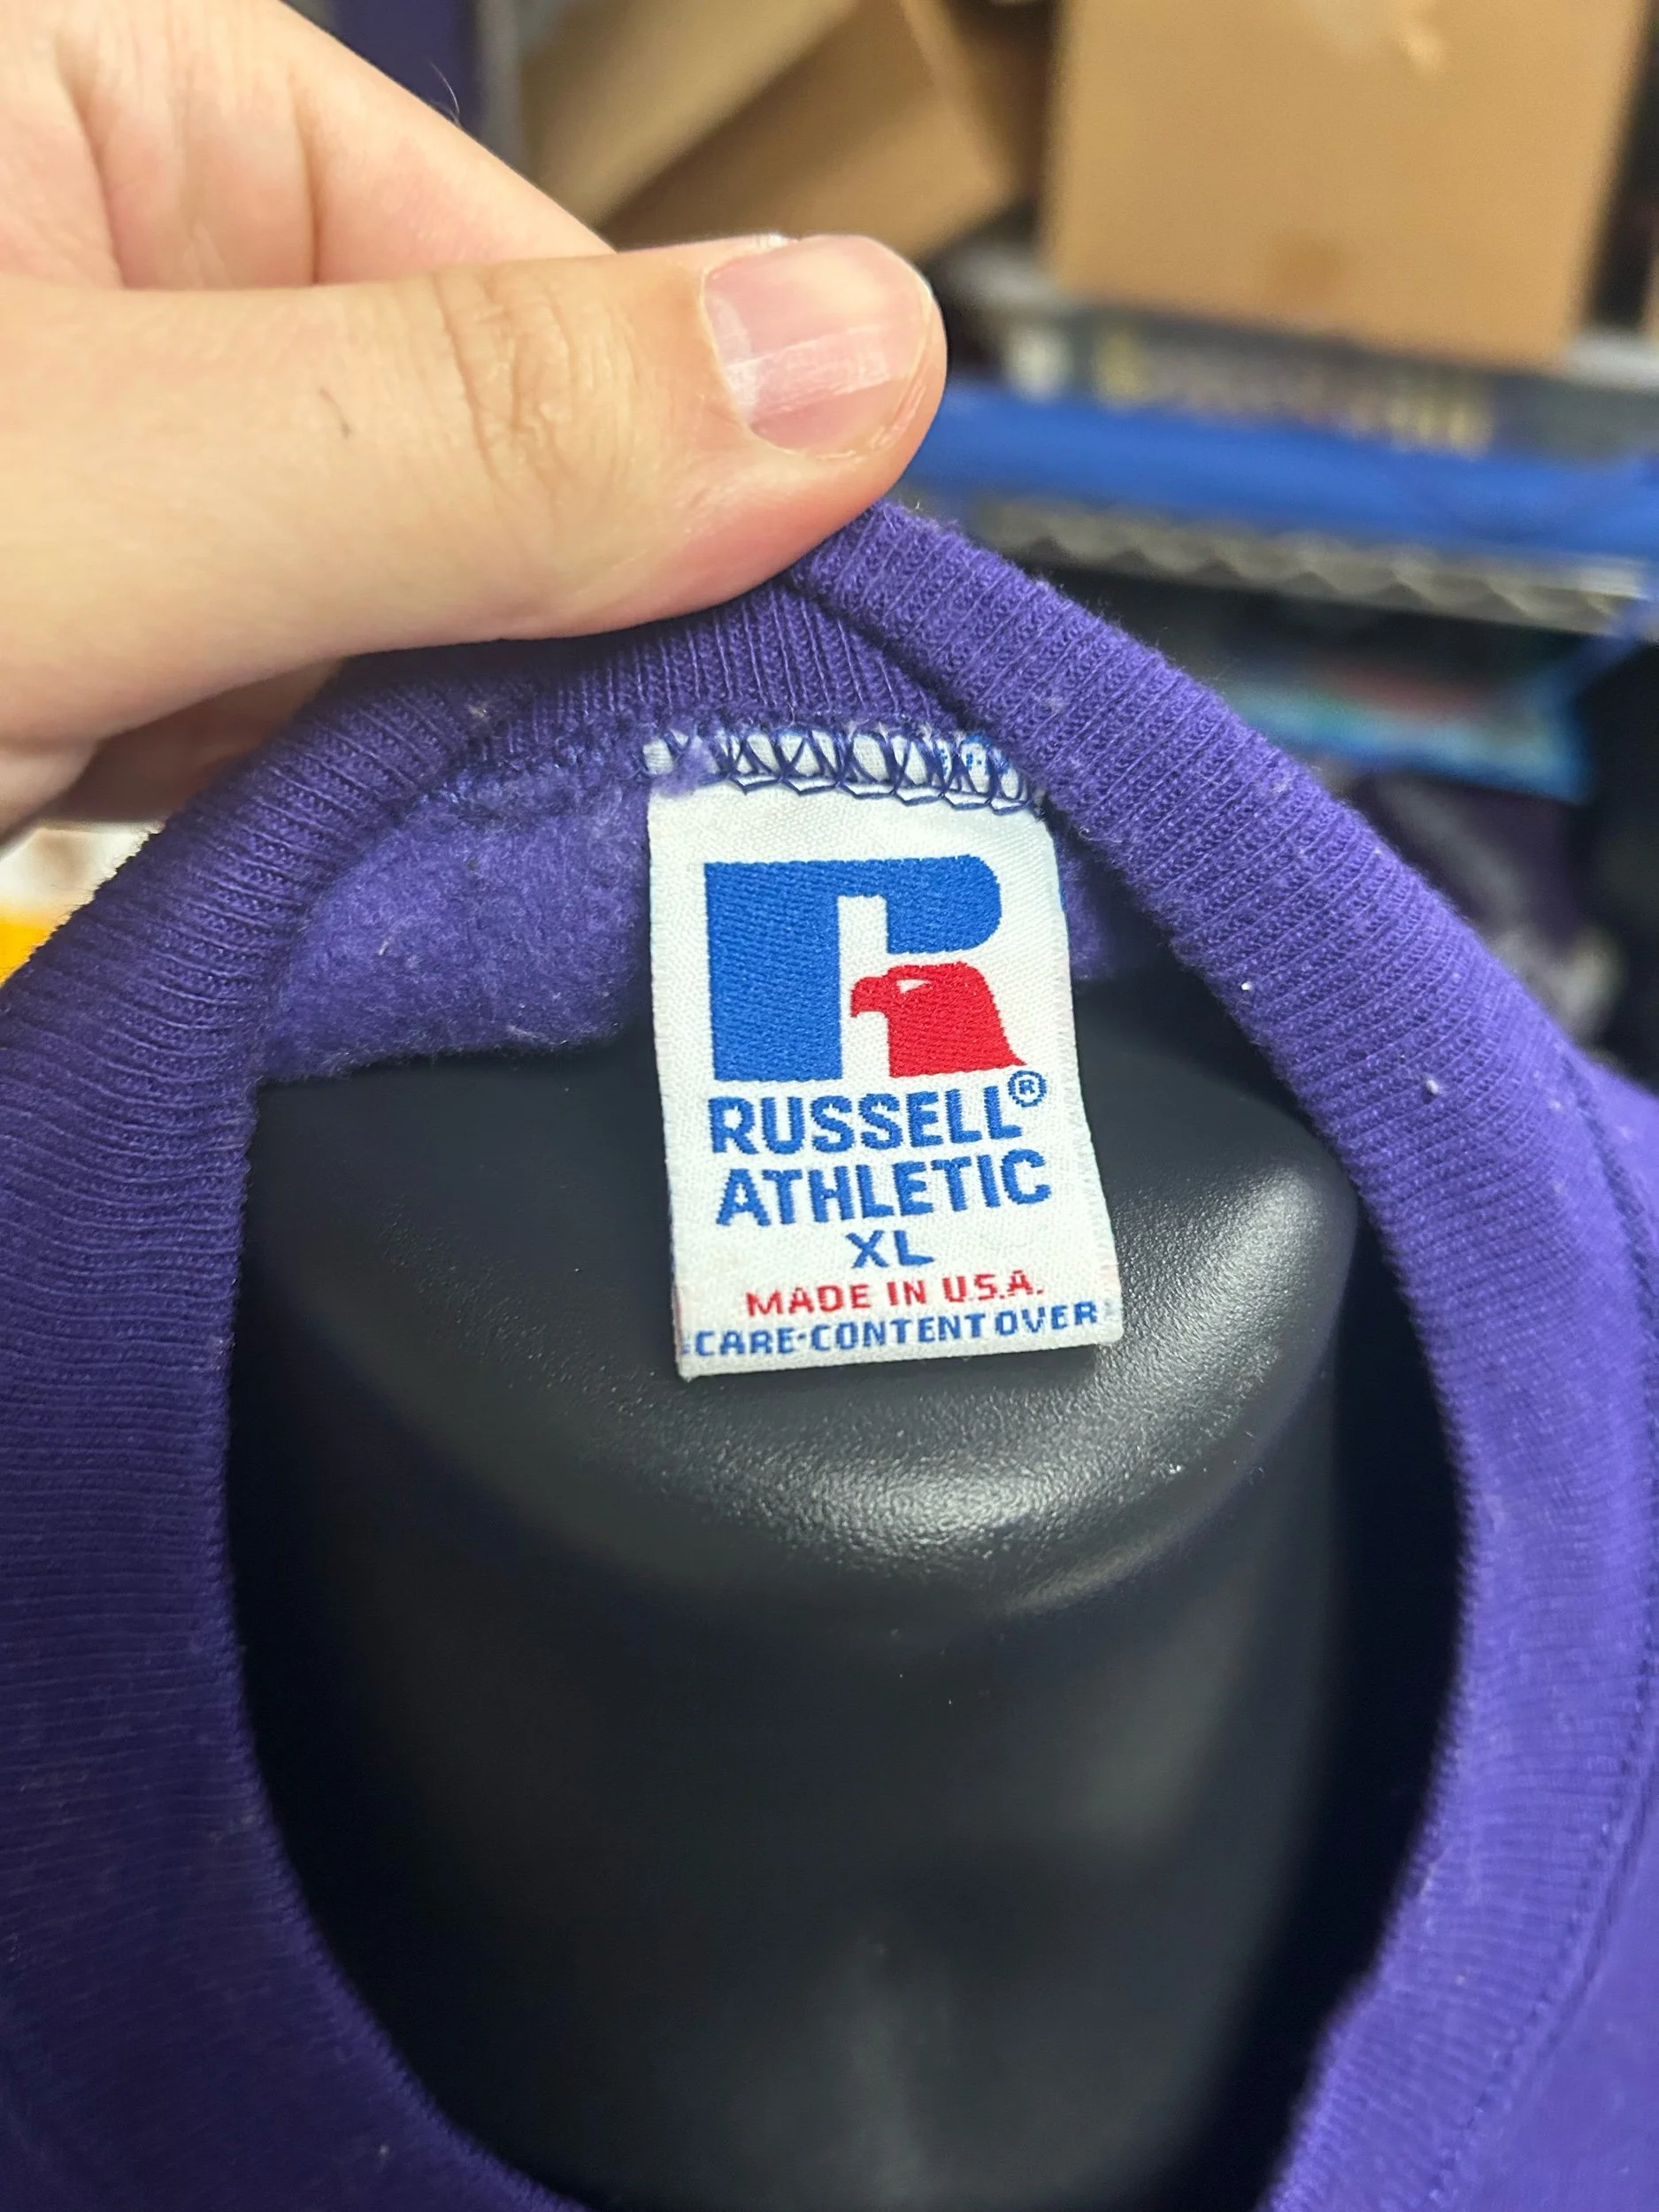 RUSSELL®
ATHLETIC
XL
MADE IN U.S.A.
CARE-CONTENT OVER